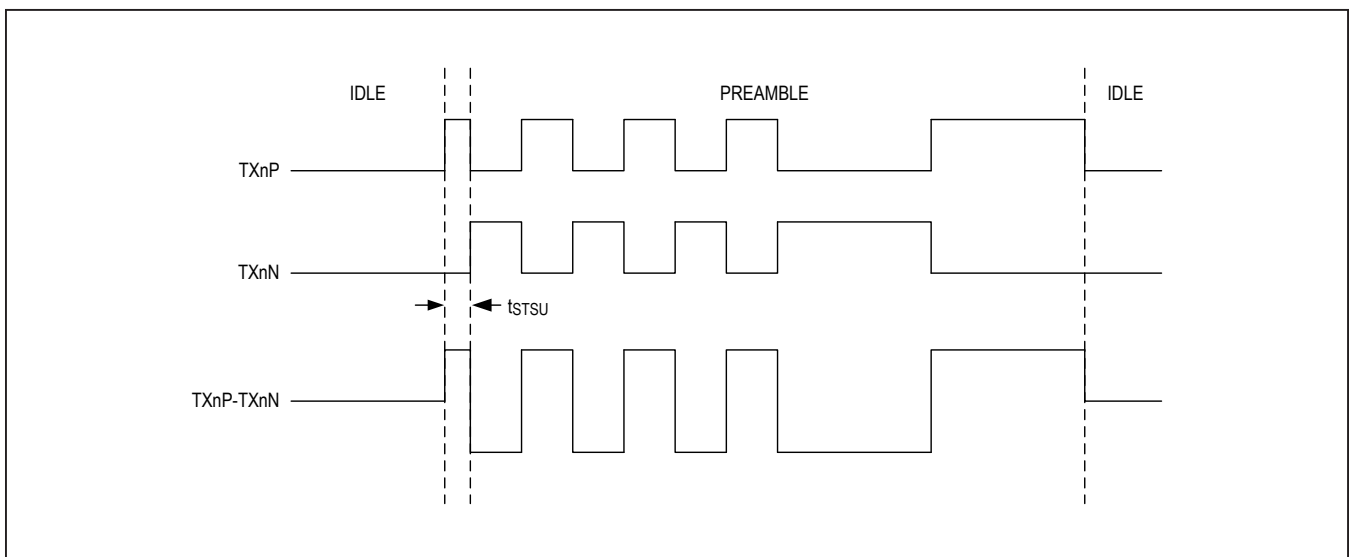 IDLE PREAMBLE IDLE
TXnP
TXnN
tSTSU
TXnP-TXnN